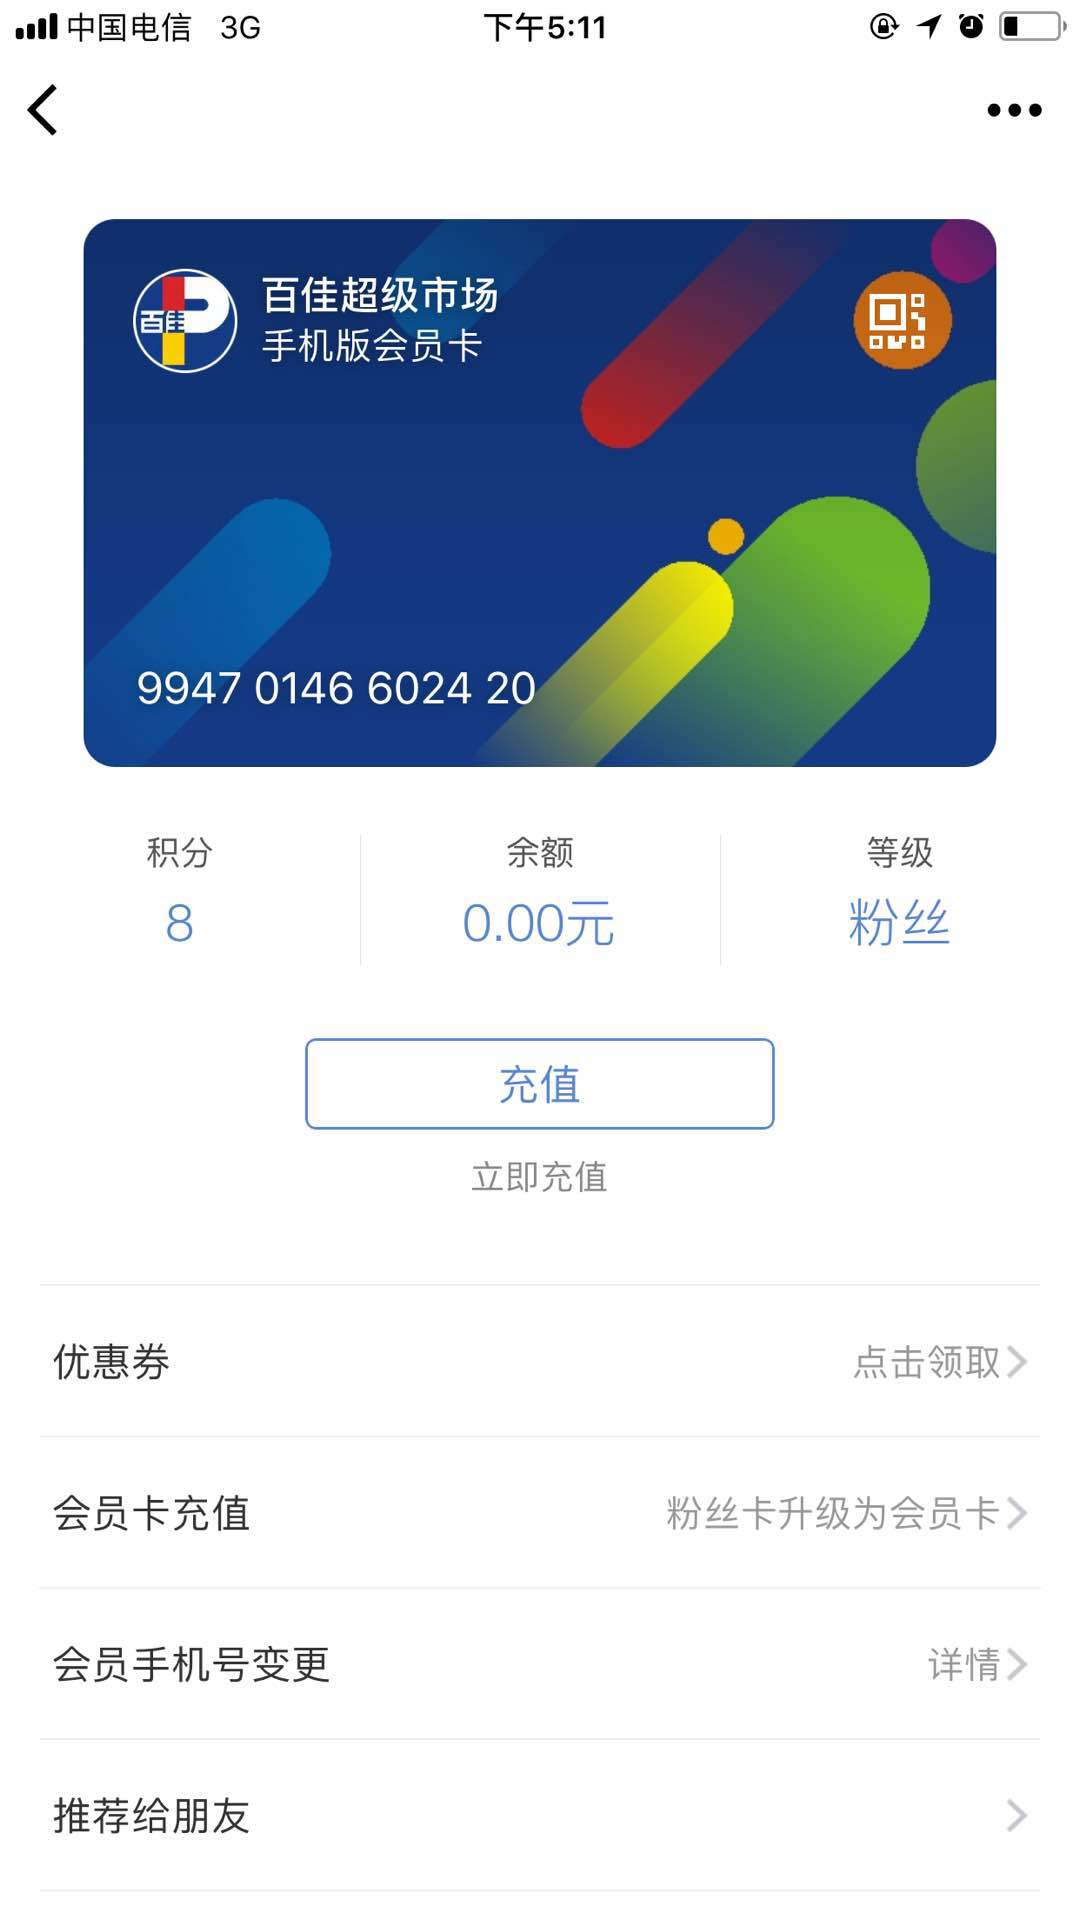 中国电信 3G 下午5:11
百佳
百佳超级市场
手机版会员卡
9947 0146 6024 20
积分 余额 等级
8 0.00元 粉丝
充值
立即充值
优惠券 点击领取
会员卡充值 粉丝卡升级为会员卡
会员手机号变更 详情
推荐给朋友